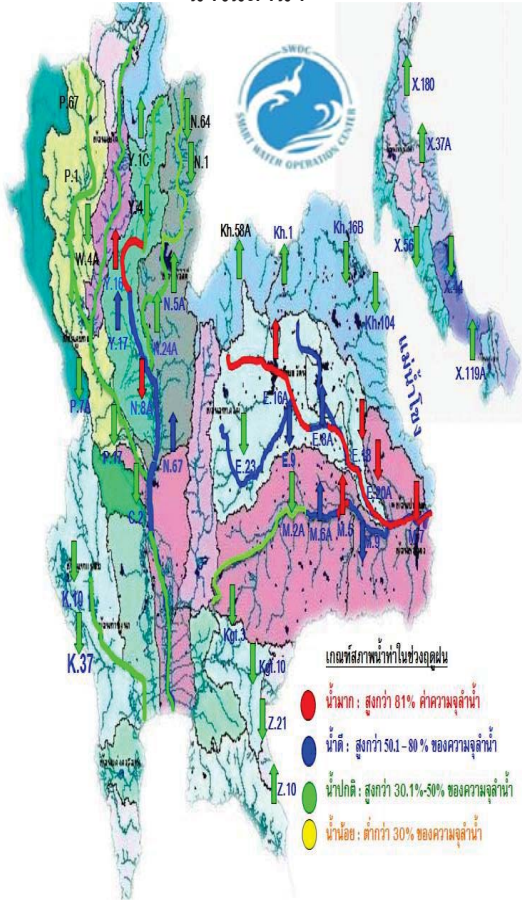 SWOC
SMART WATER OPERATION CENTER
P.67
N.64
X.180
Y.1C
N.1
X.37A
P.1
Y.4
Kh.58A
Kh.1
Kh.16B
X.56
W.4A
X.44
Y.16
N.5A
Kh.104
Y.17
N.24A
X.119A
แม่น้ำโขง
P.7A
N.8A
E.16A
E.8A
E.18
P.17
N.67
E.23
E.9
E.20A
C.2
M.2A
M.6A
M.5
M.9
M.7
K.10
K.37
Kgt.3
Kgt.10
Z.21
Z.10
เกณฑ์สภาพน้ำท่าในช่วงฤดูฝน
น้ำมาก : สูงกว่า 81% ค่าความจุลำน้ำ
น้ำดี : สูงกว่า 50.1 - 80 % ของความจุลำน้ำ
น้ำปกติ : สูงกว่า 30.1%-50% ของความจุลำน้ำ
น้ำน้อย : ต่ำกว่า 30% ของความจุลำน้ำ